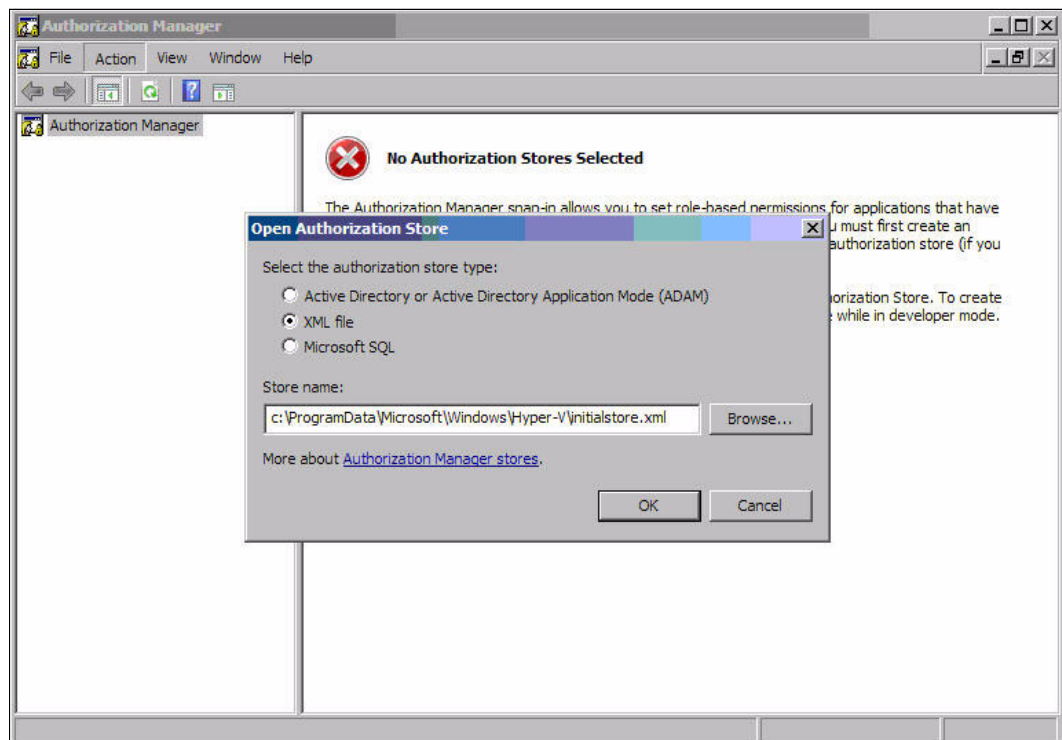 Authorization Manager
File Action View Window Help
Authorization Manager
No Authorization Stores Selected
The Authorization Manager snap-in allows you to set role-based permissions for applications that have
u must first create an
authorization store (if you
orization Store. To create
while in developer mode.
Open Authorization Store
Select the authorization store type:
Active Directory or Active Directory Application Mode (ADAM)
XML file
Microsoft SQL
Store name:
c:\ProgramData\Microsoft\Windows\Hyper-V\initialstore.xml
Browse...
More about Authorization Manager stores.
OK
Cancel